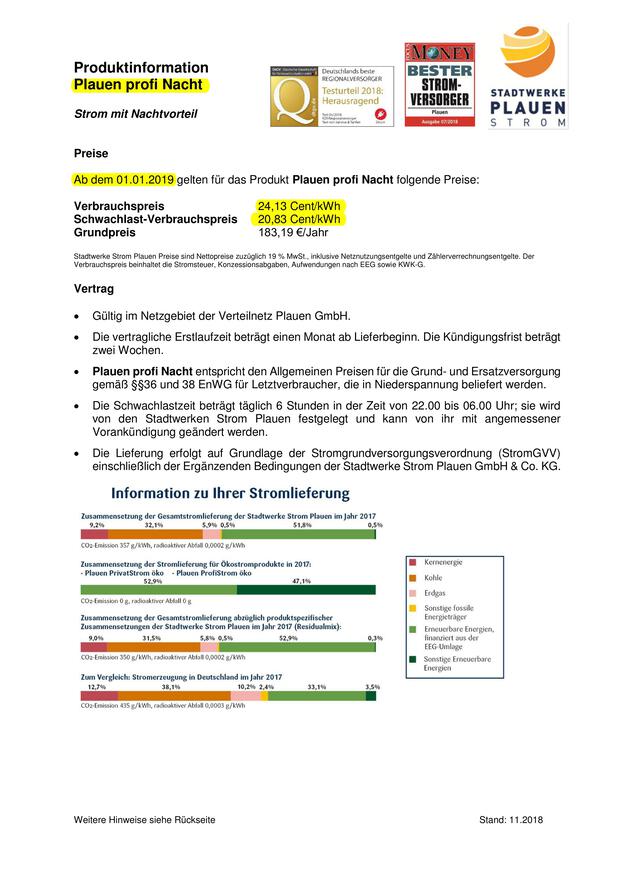 Produktinformation
Plauen profi Nacht
Strom mit Nachtvorteil
Deutschlands beste
REGIONALVERSORGER
Testurteil 2018:
Herausragend
Q
MONEY
BESTER
STROM-
VERSORGER
Plauen
Ausgabe 07/2018
STADTWERKE
PLAUEN
STROM
Preise
Ab dem 01.01.2019 gelten für das Produkt Plauen profi Nacht folgende Preise:
Verbrauchspreis 24,13 Cent/kWh
Schwachlast-Verbrauchspreis 20,83 Cent/kWh
Grundpreis 183,19 €/Jahr
Stadtwerke Strom Plauen Preise sind Nettopreise zuzüglich 19 % MwSt., inklusive Netznutzungsentgelte und Zählerverrechnungsentgelte. Der
Verbrauchspreis beinhaltet die Stromsteuer, Konzessionsabgaben, Aufwendungen nach EEG sowie KWK-G.
Vertrag
• Gültig im Netzgebiet der Verteilnetz Plauen GmbH.
• Die vertragliche Erstlaufzeit beträgt einen Monat ab Lieferbeginn. Die Kündigungsfrist beträgt
zwei Wochen.
• Plauen profi Nacht entspricht den Allgemeinen Preisen für die Grund- und Ersatzversorgung
gemäß §§36 und 38 EnWG für Letztverbraucher, die in Niederspannung beliefert werden.
• Die Schwachlastzeit beträgt täglich 6 Stunden in der Zeit von 22.00 bis 06.00 Uhr; sie wird
von den Stadtwerken Strom Plauen festgelegt und kann von ihr mit angemessener
Vorankündigung geändert werden.
• Die Lieferung erfolgt auf Grundlage der Stromgrundversorgungsverordnung (StromGVV)
einschließlich der Ergänzenden Bedingungen der Stadtwerke Strom Plauen GmbH & Co. KG.
Information zu Ihrer Stromlieferung
Zusammensetzung der Gesamtstromlieferung der Stadtwerke Strom Plauen im Jahr 2017
9,2% 32,1% 5,9% 0,5% 51,8% 0,5%
CO2-Emission 357 g/kWh, radioaktiver Abfall 0,0002 g/kWh
Zusammensetzung der Stromlieferung für Ökostromprodukte in 2017:
- Plauen PrivatStrom öko - Plauen ProfiStrom öko
52,9% 47,1%
CO2-Emission 0 g, radioaktiver Abfall 0 g
Zusammensetzung der Gesamtstromlieferung abzüglich produktspezifischer
Zusammensetzungen der Stadtwerke Strom Plauen im Jahr 2017 (Residualmix):
9,0% 31,5% 5,8% 0,5% 52,9% 0,3%
CO2-Emission 350 g/kWh, radioaktiver Abfall 0,0002 g/kWh
Zum Vergleich: Stromerzeugung in Deutschland im Jahr 2017
12,7% 38,1% 10,2% 2,4% 33,1% 3,5%
CO2-Emission 435 g/kWh, radioaktiver Abfall 0,0003 g/kWh
Kernenergie
Kohle
Erdgas
Sonstige fossile
Energieträger
Erneuerbare Energien,
finanziert aus der
EEG-Umlage
Sonstige Erneuerbare
Energien
Weitere Hinweise siehe Rückseite
Stand: 11.2018